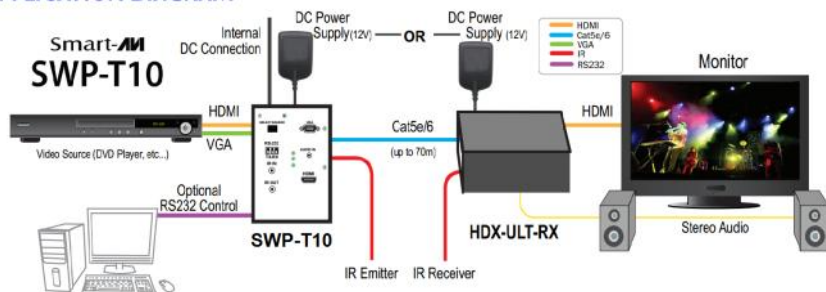 Smart-AVI
SWP-T10
Internal
DC Connection
DC Power
Supply(12V)
OR
DC Power
Supply (12V)
HDMI
Cat5e/6
VGA
IR
RS232
Monitor
HDMI
VGA
Video Source (DVD Player, etc...)
Cat5e/6
(up to 70m)
HDMI
Optional
RS232 Control
SWP-T10
HDX-ULT-RX
Stereo Audio
IR Emitter
IR Receiver
HDMI